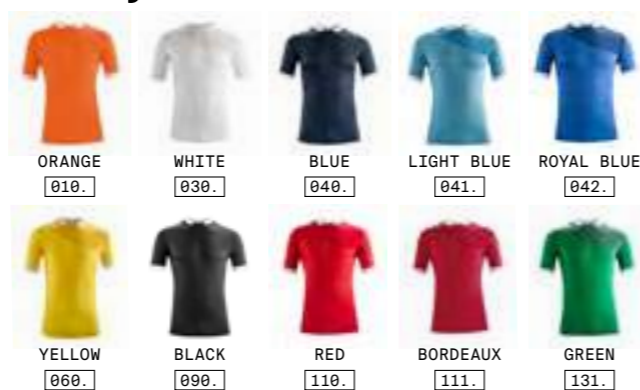 ORANGE WHITE BLUE LIGHT BLUE ROYAL BLUE
010. 030. 040. 041. 042.
YELLOW BLACK RED BORDEAUX GREEN
060. 090. 110. 111. 131.